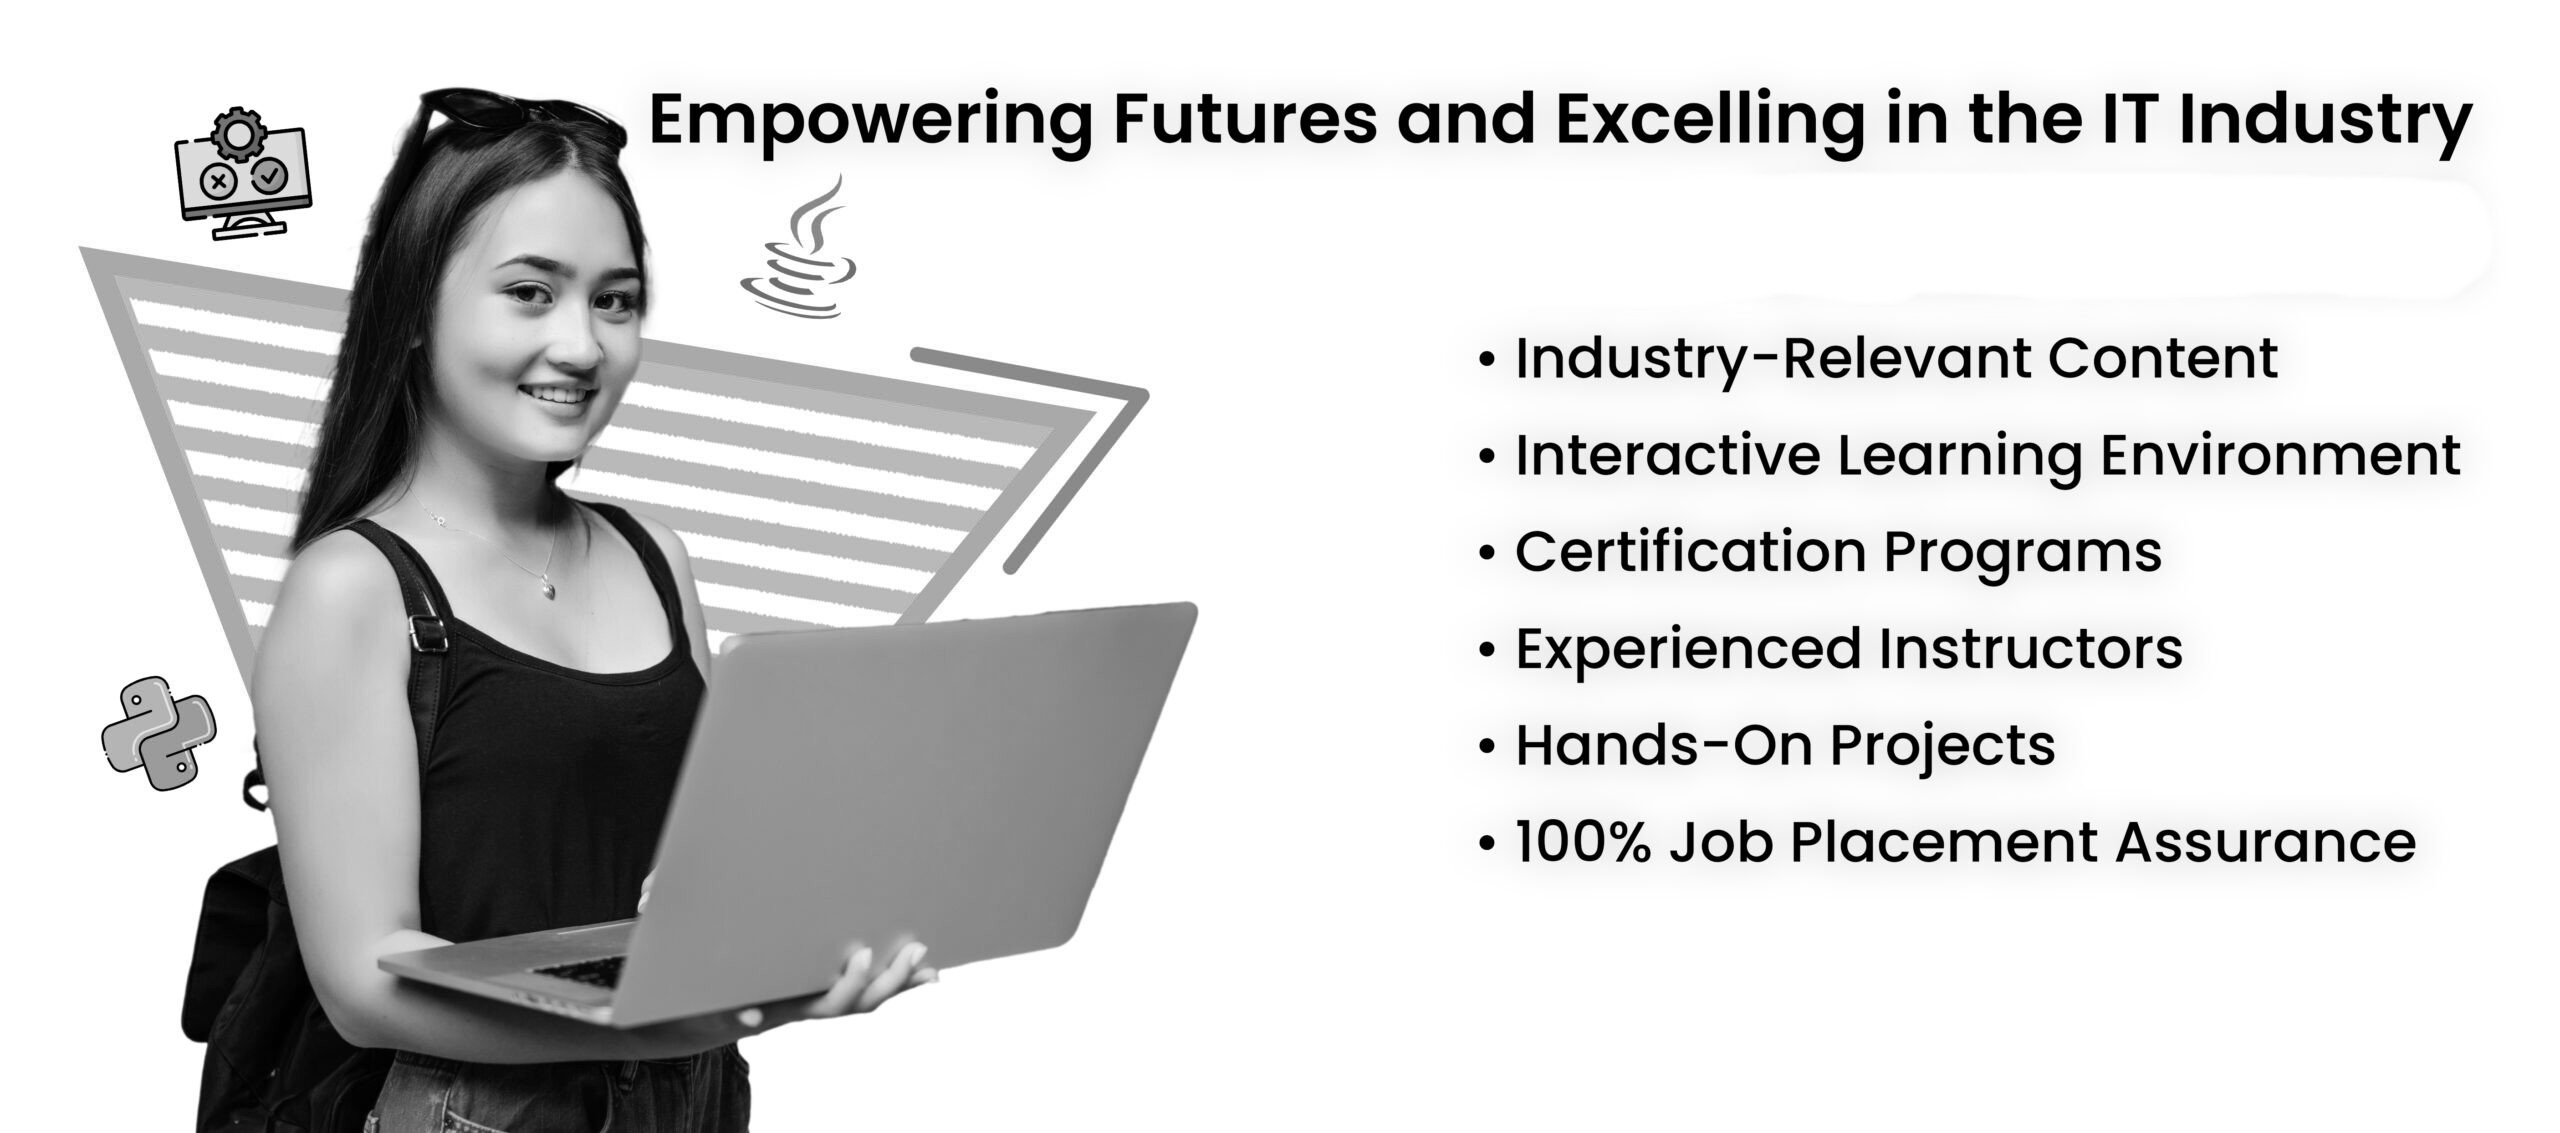 Empowering Futures and Excelling in the IT Industry
• Industry-Relevant Content
• Interactive Learning Environment
• Certification Programs
• Experienced Instructors
• Hands-On Projects
• 100% Job Placement Assurance